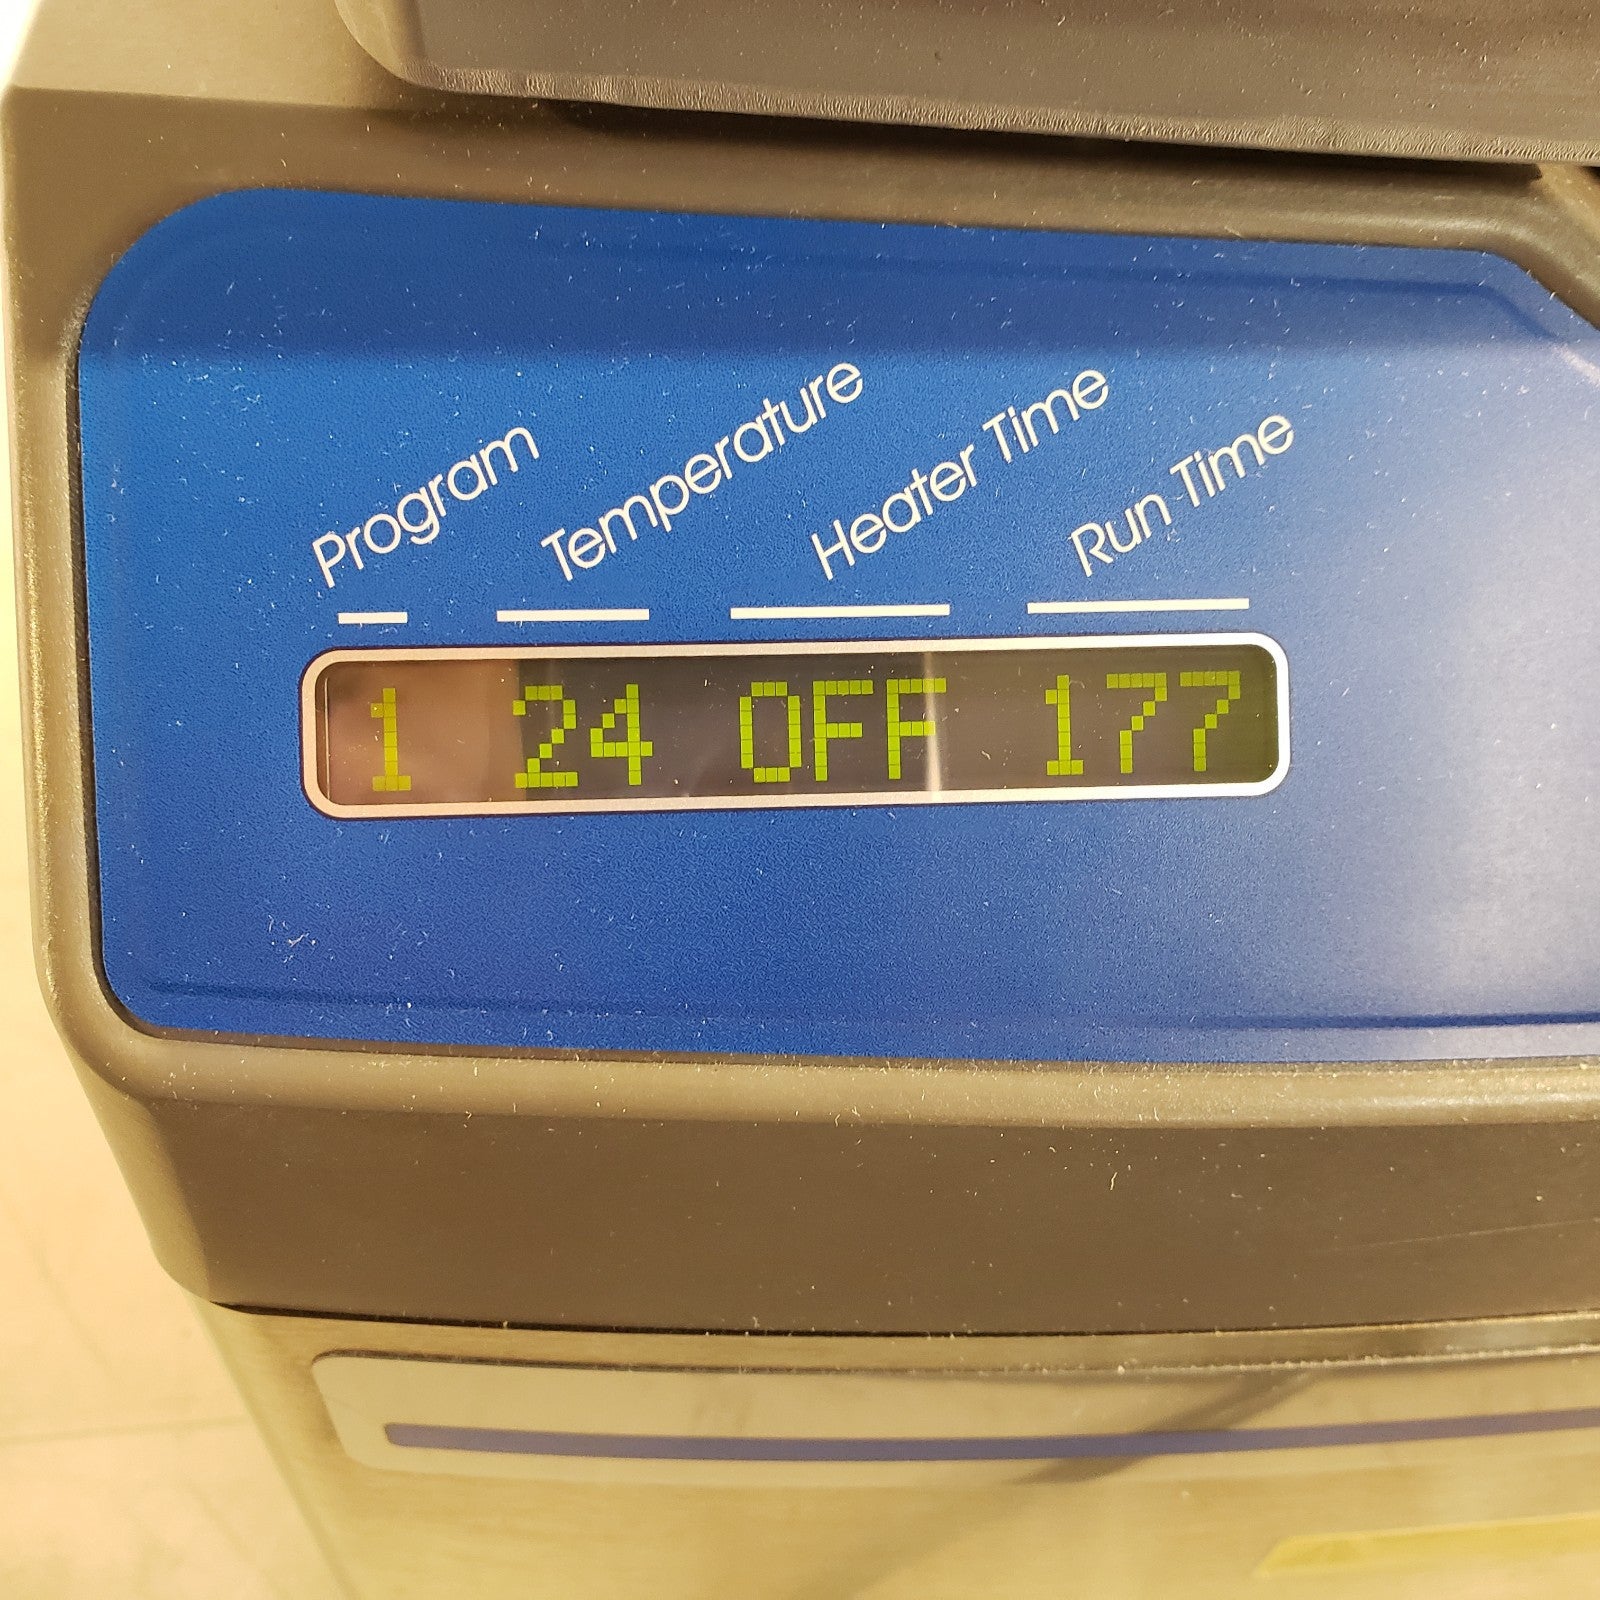 Program Temperature Heater Time Run Time
1 24 OFF 177